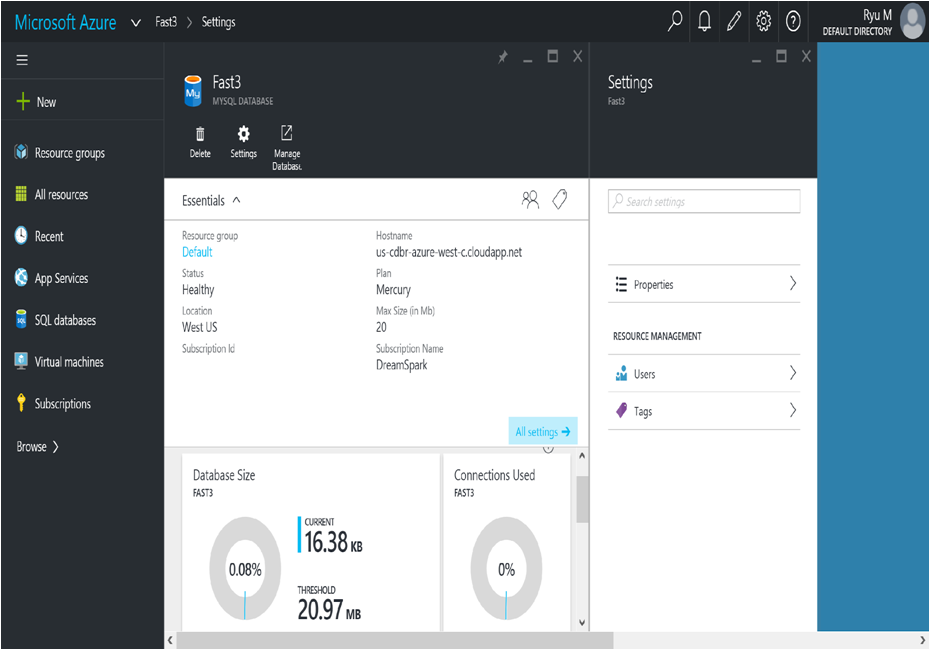 Microsoft Azure Fast3 > Settings
Ryu M
DEFAULT DIRECTORY
New
Resource groups
All resources
Recent
App Services
SQL databases
Virtual machines
Subscriptions
Browse >
My
SQL
Fast3
MYSQL DATABASE
Delete
Settings
Manage
Databasε
Essentials
Resource group
Default
Hostname
us-cdbr-azure-west-c.cloudapp.net
Status
Healthy
Plan
Mercury
Location
West US
Max Size (in Mb)
20
Subscription Id
Subscription Name
DreamSpark
All settings →
Database Size
FAST3
0.08%
CURRENT
16.38 KB
THRESHOLD
20.97 MB
Connections Used
FAST3
0%
Settings
Fast3
Search settings
Properties
RESOURCE MANAGEMENT
Users
Tags